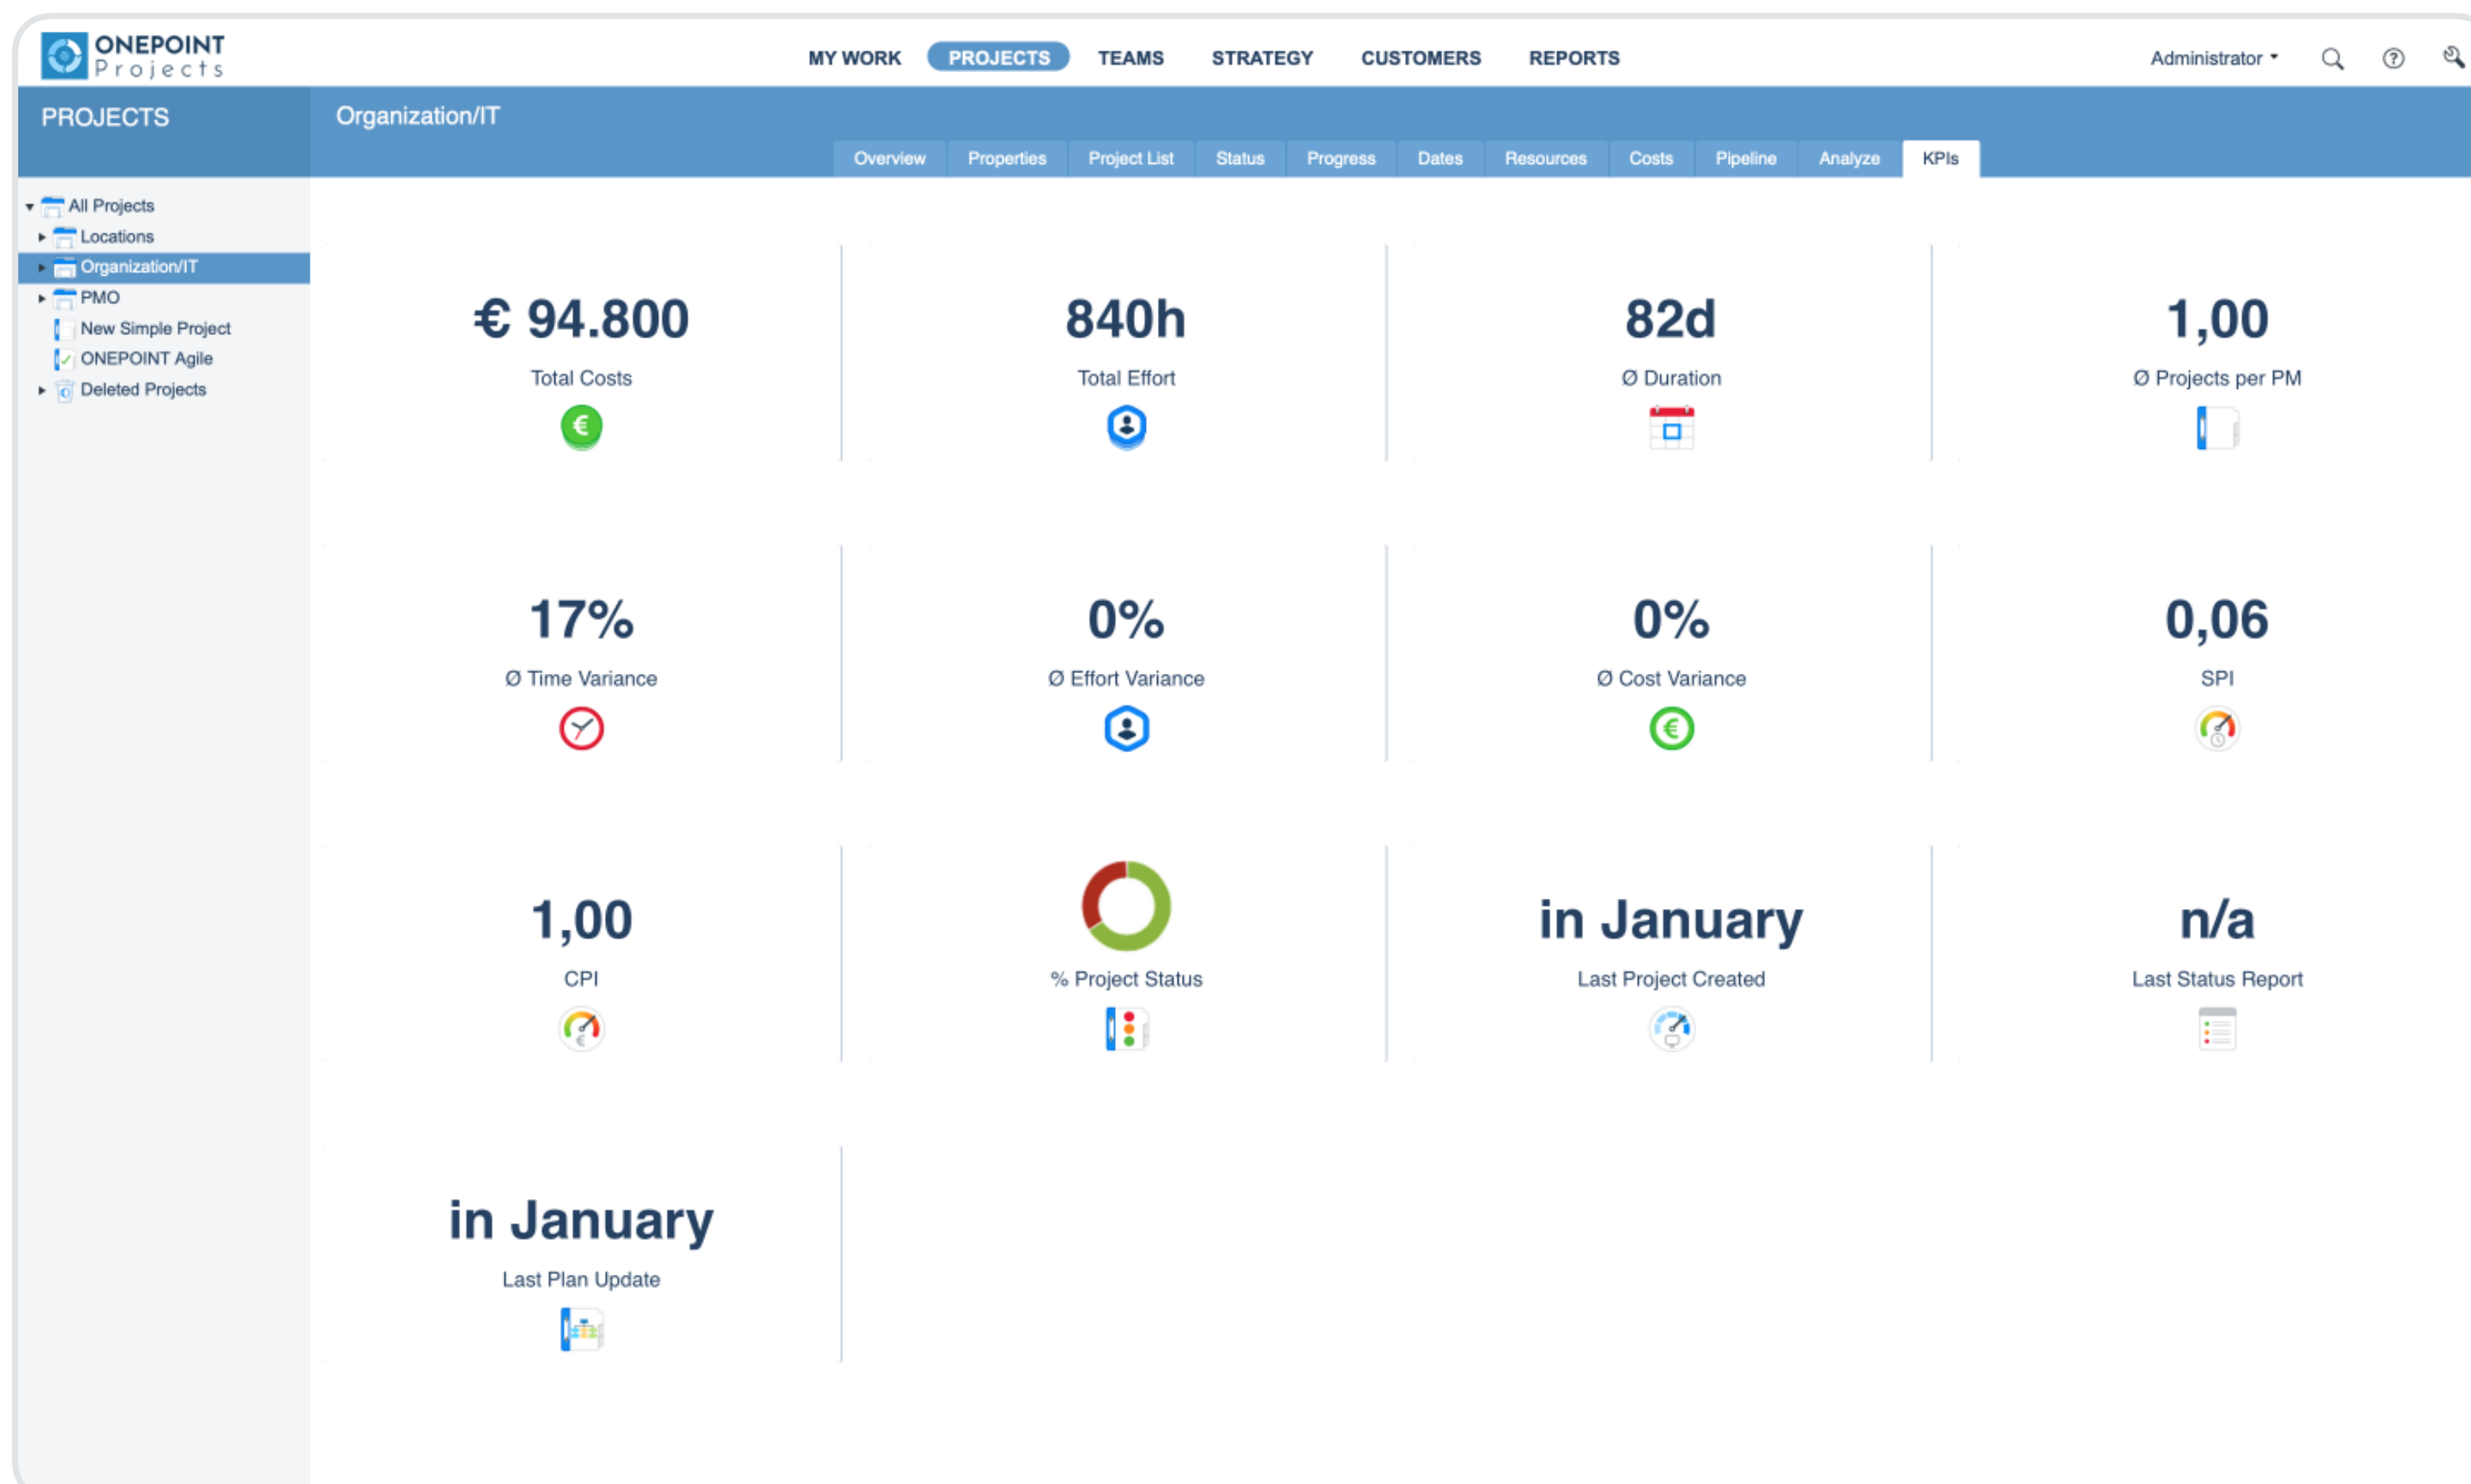 ONEPOINT
Projects
MY WORK PROJECTS TEAMS STRATEGY CUSTOMERS REPORTS
Administrator
PROJECTS
Organization/IT
Overview Properties Project List Status Progress Dates Resources Costs Pipeline Analyze KPIs
All Projects
Locations
Organization/IT
PMO
New Simple Project
ONEPOINT Agile
Deleted Projects
€ 94.800
Total Costs
840h
Total Effort
82d
Ø Duration
1,00
Ø Projects per PM
17%
Ø Time Variance
0%
Ø Effort Variance
0%
Ø Cost Variance
0,06
SPI
1,00
CPI
% Project Status
in January
Last Project Created
n/a
Last Status Report
in January
Last Plan Update